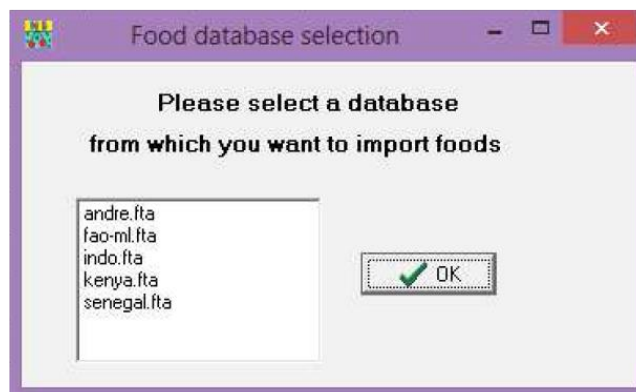 Food database selection
Please select a database
from which you want to import foods
andre.fta
fao-ml.fta
indo.fta
kenya.fta
senegal.fta
OK